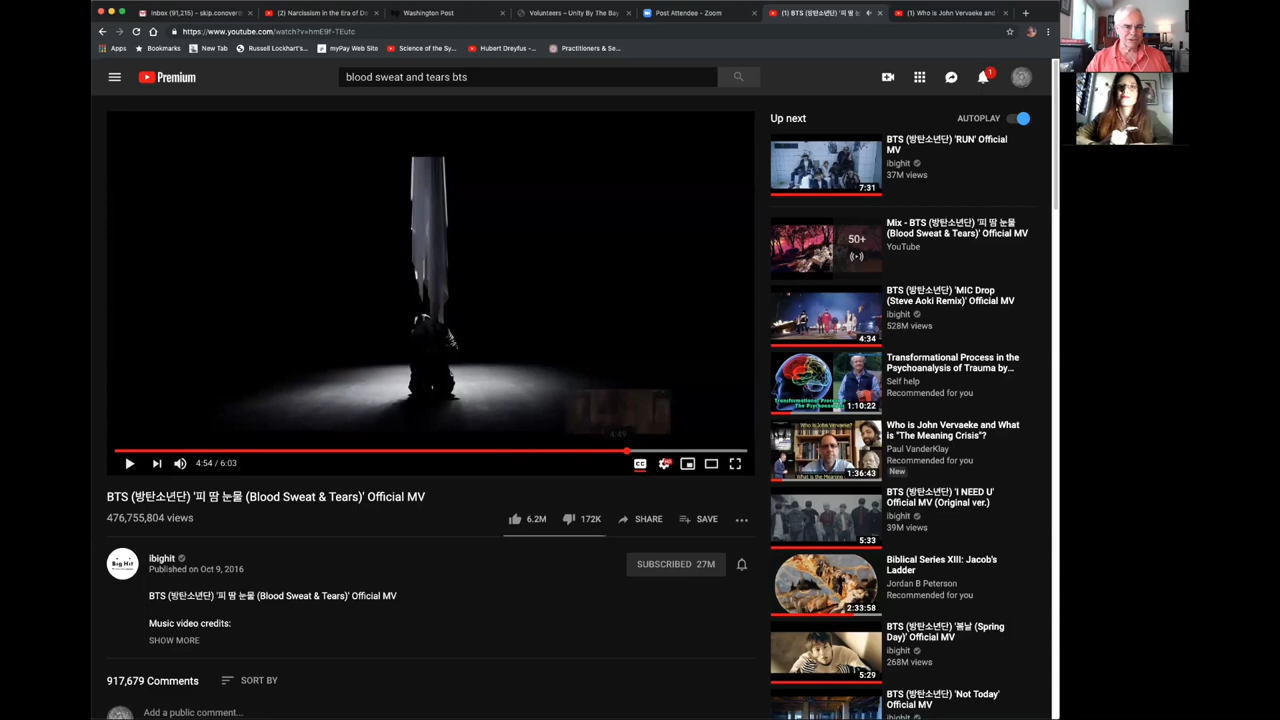 Inbox (91,215) - skip.conovert
(2) Narcissism in the Era of Do
Washington Post
Volunteers – Unity By The Bay
Post Attendee - Zoom
(1) BTS (방탄소년단) '피 땀 눈
(1) Who is John Vervaeke and
https://www.youtube.com/watch?v=hmE9f-TEutc
Apps
Bookmarks
New Tab
Russell Lockhart's...
myPay Web Site
Science of the Sy...
Hubert Dreyfus -...
Practitioners & Se...
Premium
blood sweat and tears bts
1
Up next
AUTOPLAY
BTS (방탄소년단) 'RUN' Official
MV
ibighit
37M views
7:31
Mix - BTS (방탄소년단) '피 땀 눈물
(Blood Sweat & Tears)' Official MV
YouTube
50+
BTS (방탄소년단) 'MIC Drop
(Steve Aoki Remix)' Official MV
ibighit
528M views
4:34
Transformational Process in the
Psychoanalysis of Trauma by...
Self help
Recommended for you
1:10:22
Who is John Vervaeke and What
is "The Meaning Crisis"?
Paul VanderKlay
Recommended for you
New
1:36:43
BTS (방탄소년단) 'I NEED U'
Official MV (Original ver.)
ibighit
39M views
5:33
Biblical Series XIII: Jacob's
Ladder
Jordan B Peterson
Recommended for you
2:33:58
BTS (방탄소년단) '봄날 (Spring
Day)' Official MV
ibighit
268M views
5:29
BTS (방탄소년단) 'Not Today'
Official MV
ibighit
4:49
4:54 / 6:03
CC
BTS (방탄소년단) '피 땀 눈물 (Blood Sweat & Tears)' Official MV
476,755,804 views
6.2M
172K
SHARE
SAVE
Big Hit
ibighit
Published on Oct 9, 2016
SUBSCRIBED 27M
BTS (방탄소년단) '피 땀 눈물 (Blood Sweat & Tears)' Official MV
Music video credits:
SHOW MORE
917,679 Comments
SORT BY
Add a public comment...